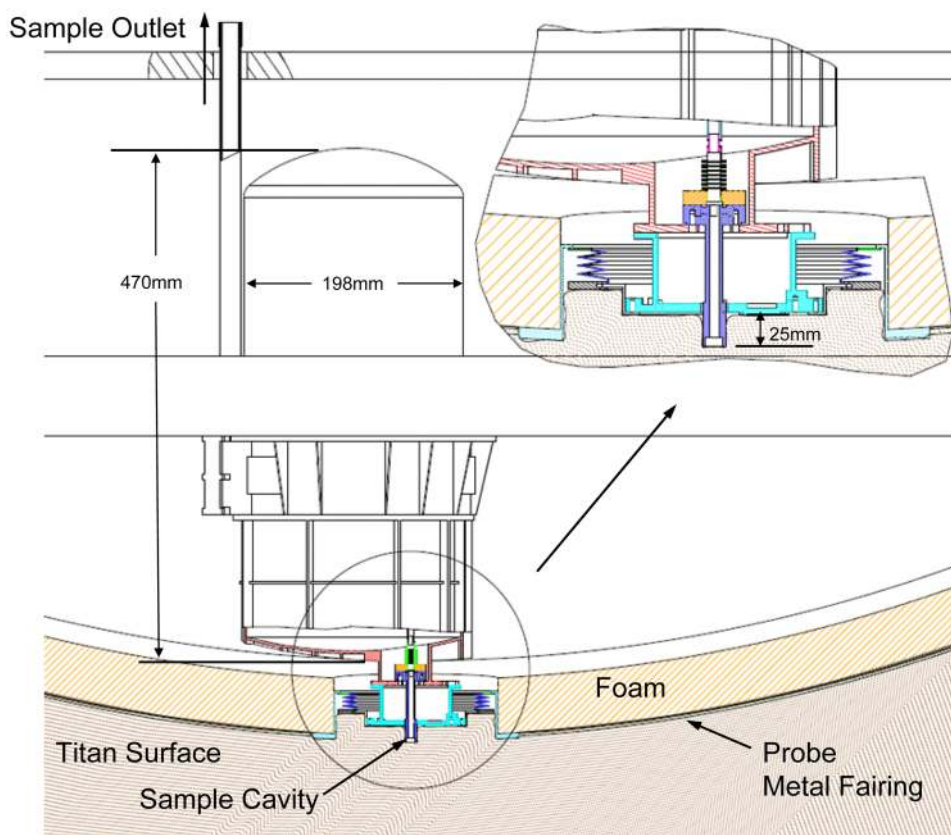 Sample Outlet
470mm
198mm
25mm
Foam
Titan Surface
Probe
Metal Fairing
Sample Cavity